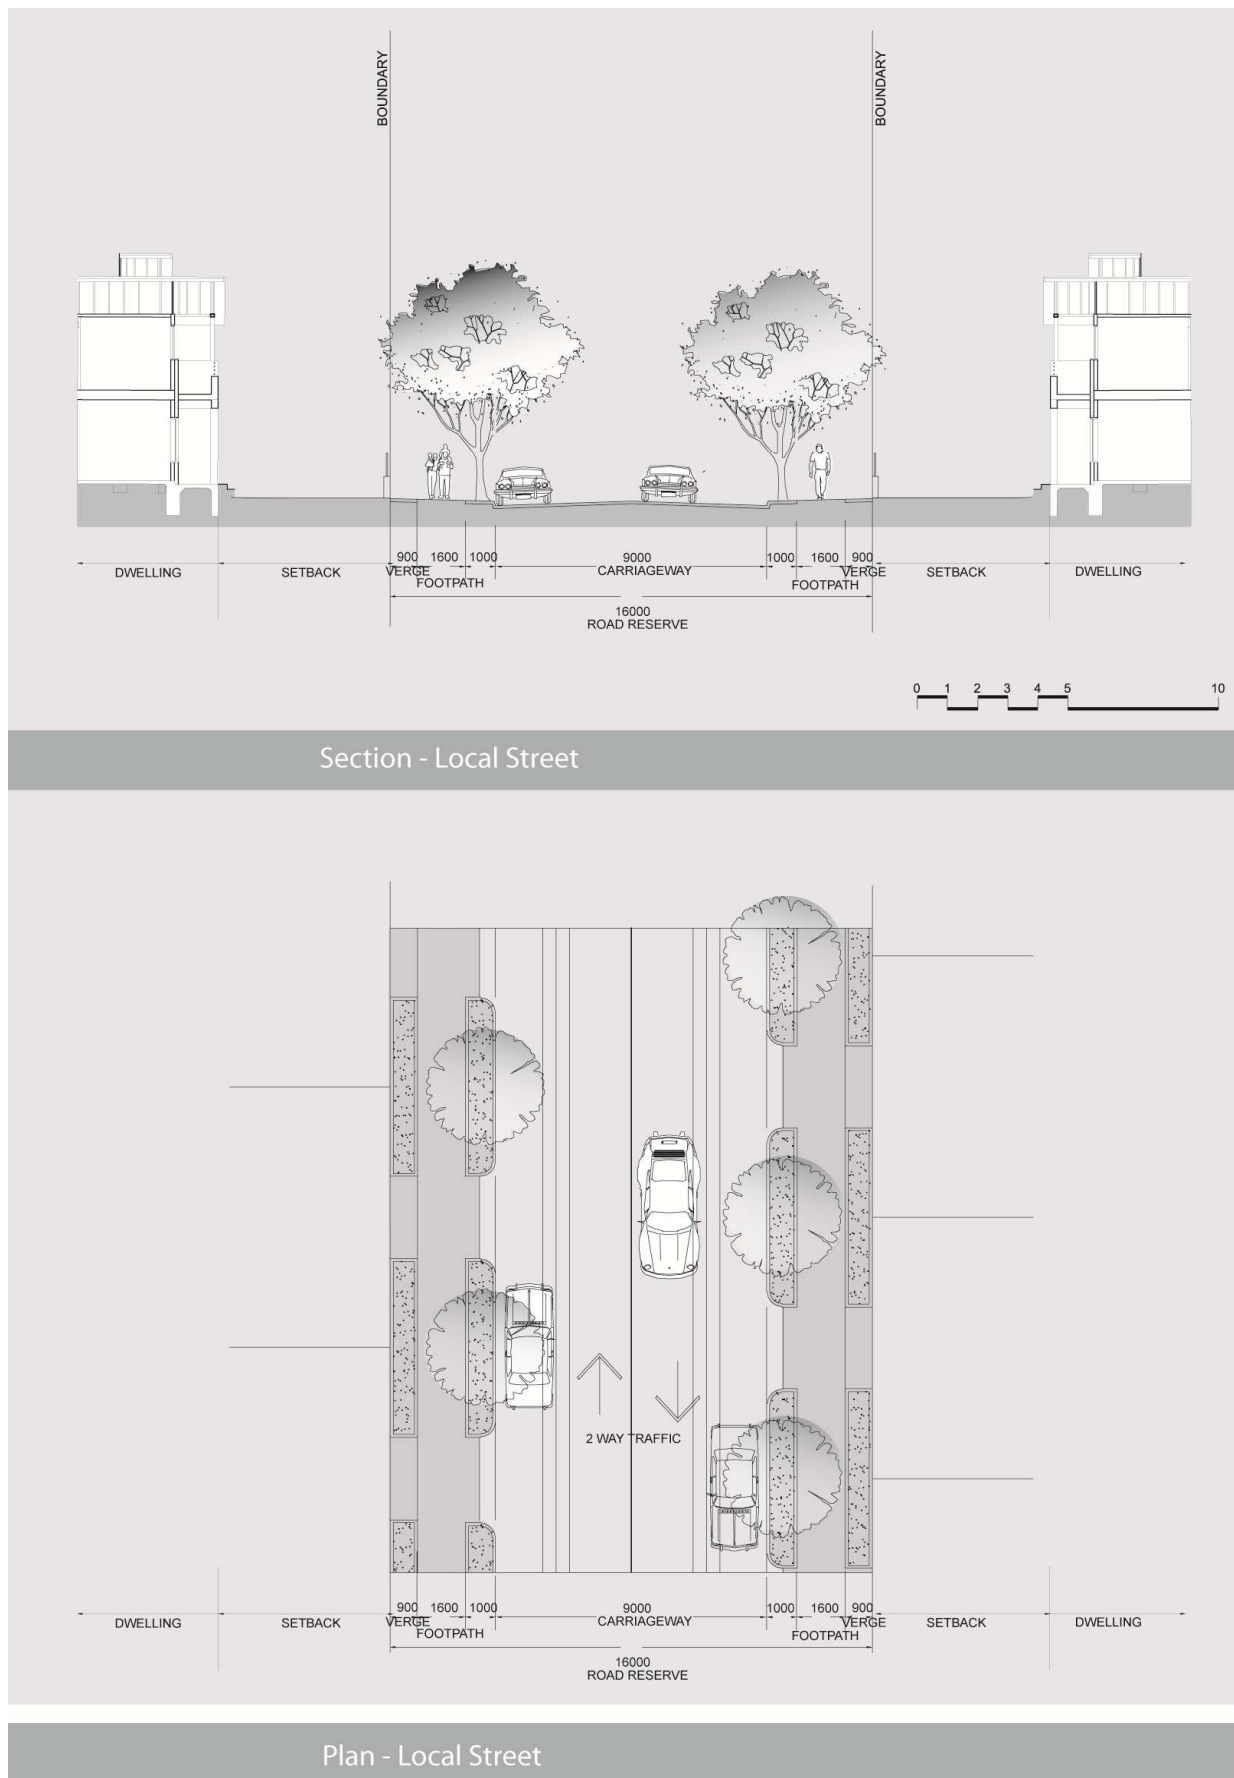 BOUNDARY
BOUNDARY
900 1600 1000 9000 1000 1600 900
DWELLING SETBACK VERGE CARRIAGEWAY VERGE SETBACK DWELLING
FOOTPATH FOOTPATH
16000
ROAD RESERVE
0 1 2 3 4 5 10
Section - Local Street
2 WAY TRAFFIC
900 1600 1000 9000 1000 1600 900
DWELLING SETBACK VERGE CARRIAGEWAY VERGE SETBACK DWELLING
FOOTPATH FOOTPATH
16000
ROAD RESERVE
Plan - Local Street